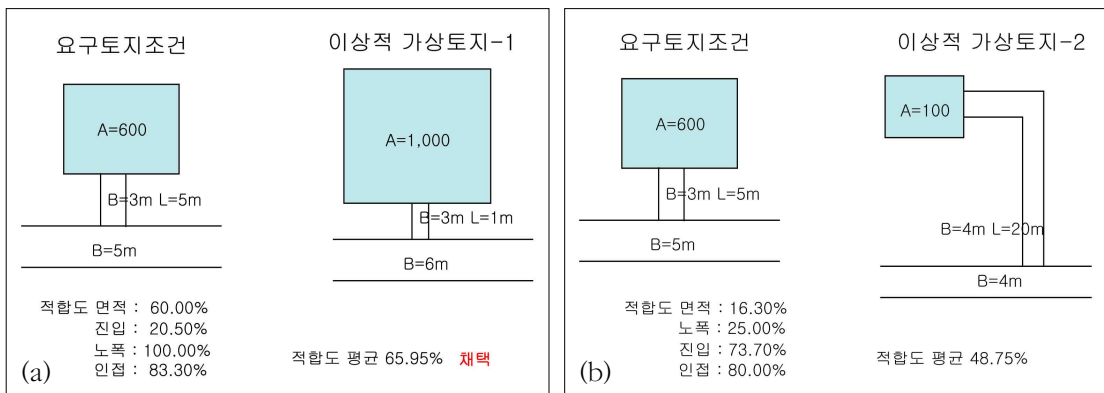 요구토지조건
이상적 가상토지-1
A=600
A=1,000
B=3m L=5m
B=3m L=1m
B=5m
B=6m
적합도 면적 : 60.00%
진입 : 20.50%
노폭 : 100.00%
인접 : 83.30%
적합도 평균 65.95% 채택
(a)
요구토지조건
이상적 가상토지-2
A=600
A=100
B=3m L=5m
B=4m L=20m
B=5m
B=4m
적합도 면적 : 16.30%
노폭 : 25.00%
진입 : 73.70%
인접 : 80.00%
적합도 평균 48.75%
(b)